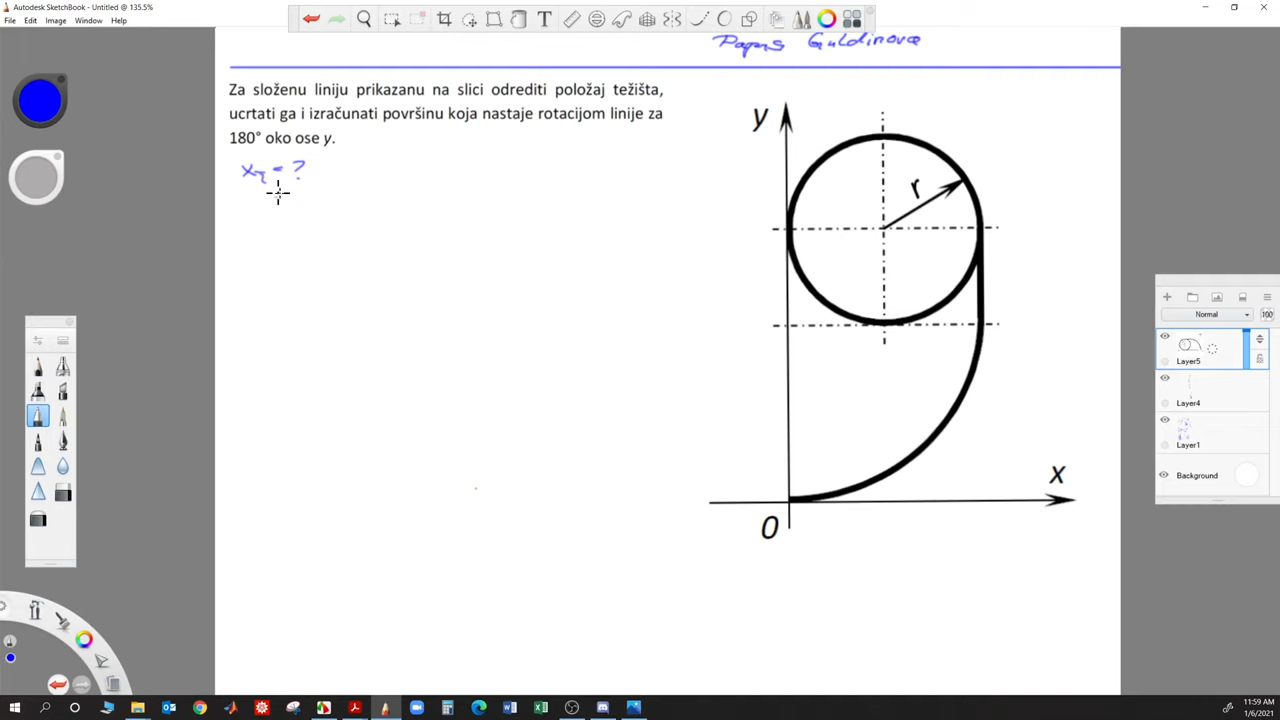 Autodesk SketchBook - Untitled @ 135.5%
File Edit Image Window Help
T
Papus Guldinova
Za složenu liniju prikazanu na slici odrediti položaj težišta,
ucrtati ga i izračunati površinu koja nastaje rotacijom linije za
180° oko ose y.
x_T = ?
y
r
x
0
Normal 100
Layer5
Layer4
Layer1
Background
11:59 AM
1/6/2021